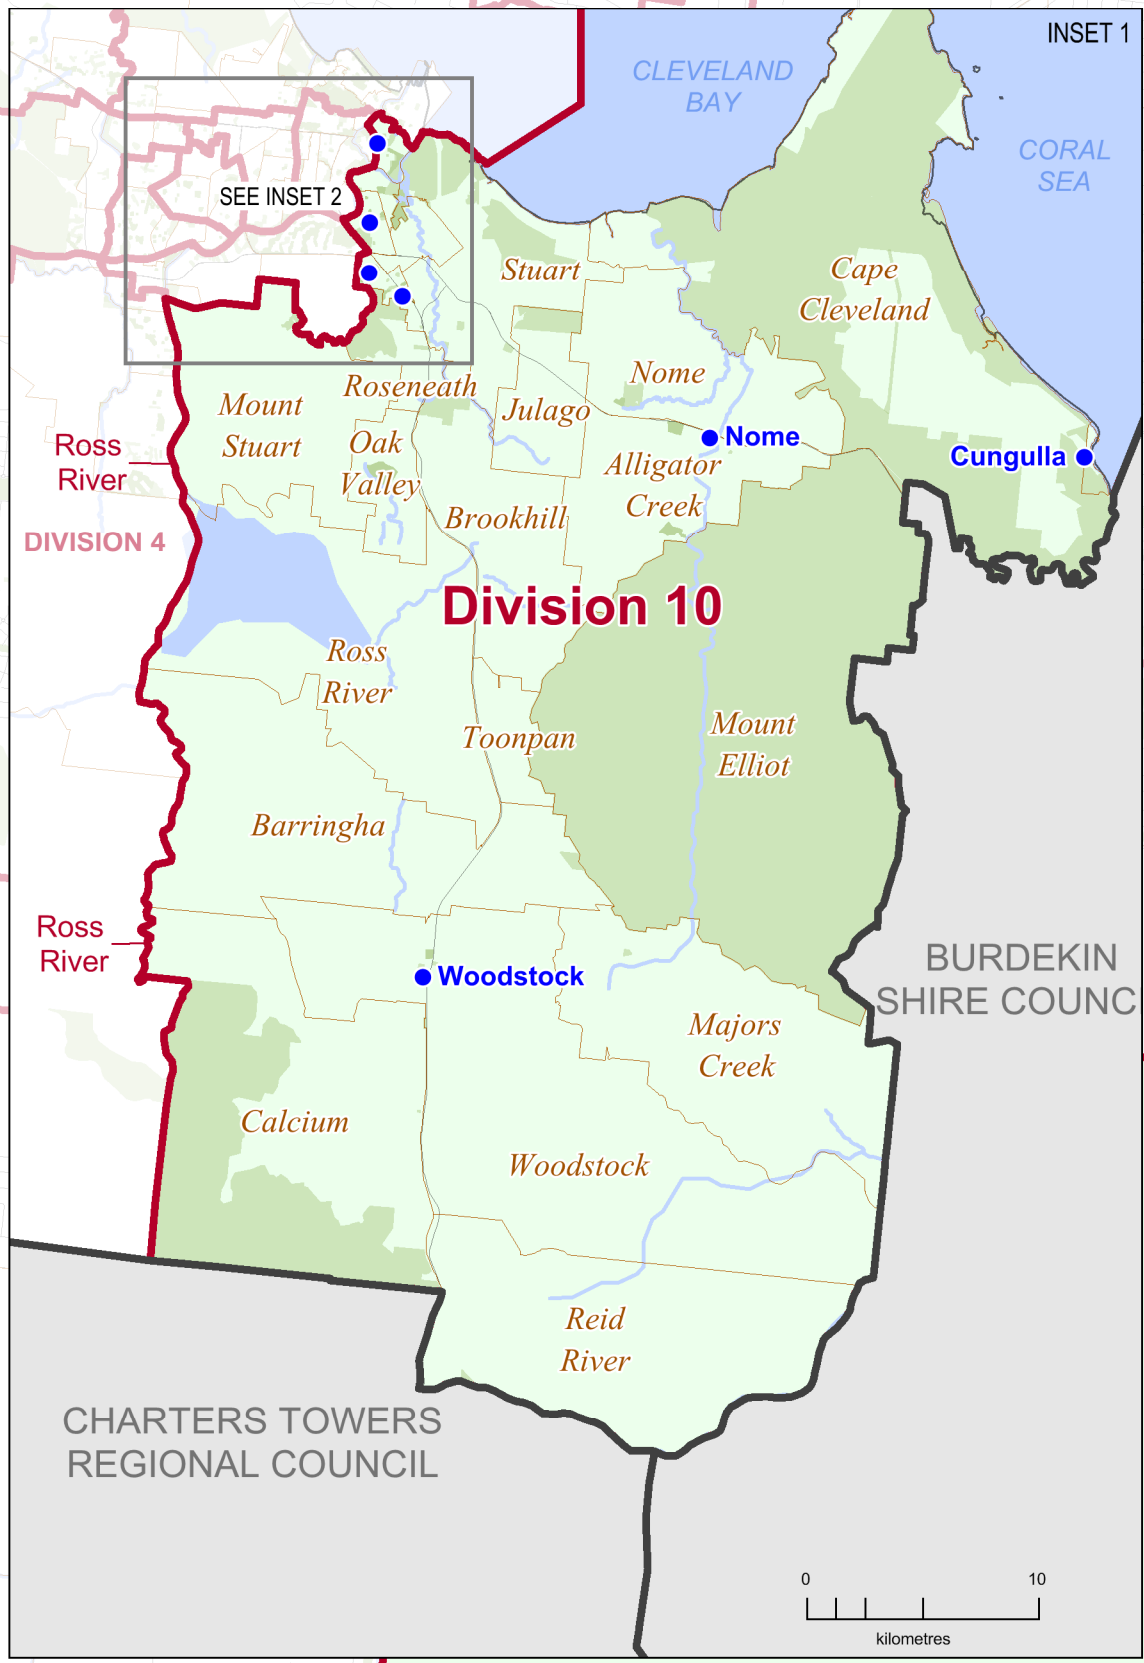 INSET 1
CLEVELAND
BAY
CORAL
SEA
SEE INSET 2
Stuart
Cape
Cleveland
Nome
Roseneath
Mount
Stuart
Julago
Oak
Valley
Nome
Ross
River
Cungulla
Alligator
Creek
Brookhill
DIVISION 4
Division 10
Ross
River
Mount
Elliot
Toonpan
Barringha
Ross
River
BURDEKIN
SHIRE COUNC
Woodstock
Majors
Creek
Calcium
Woodstock
Reid
River
CHARTERS TOWERS
REGIONAL COUNCIL
0 10
kilometres